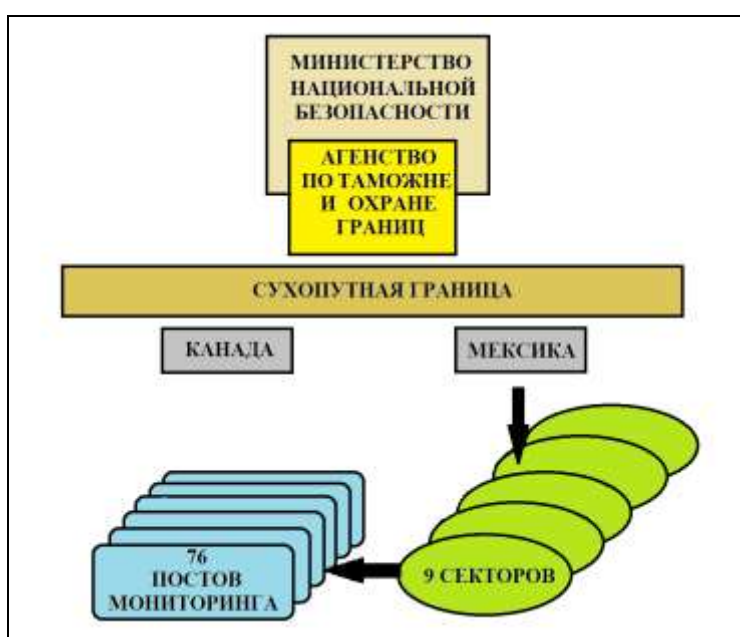 МИНИСТЕРСТВО
НАЦИОНАЛЬНОЙ
БЕЗОПАСНОСТИ
АГЕНСТВО
ПО ТАМОЖНЕ
И ОХРАНЕ
ГРАНИЦ
СУХОПУТНАЯ ГРАНИЦА
КАНАДА
МЕКСИКА
76
ПОСТОВ
МОНИТОРИНГА
9 СЕКТОРОВ